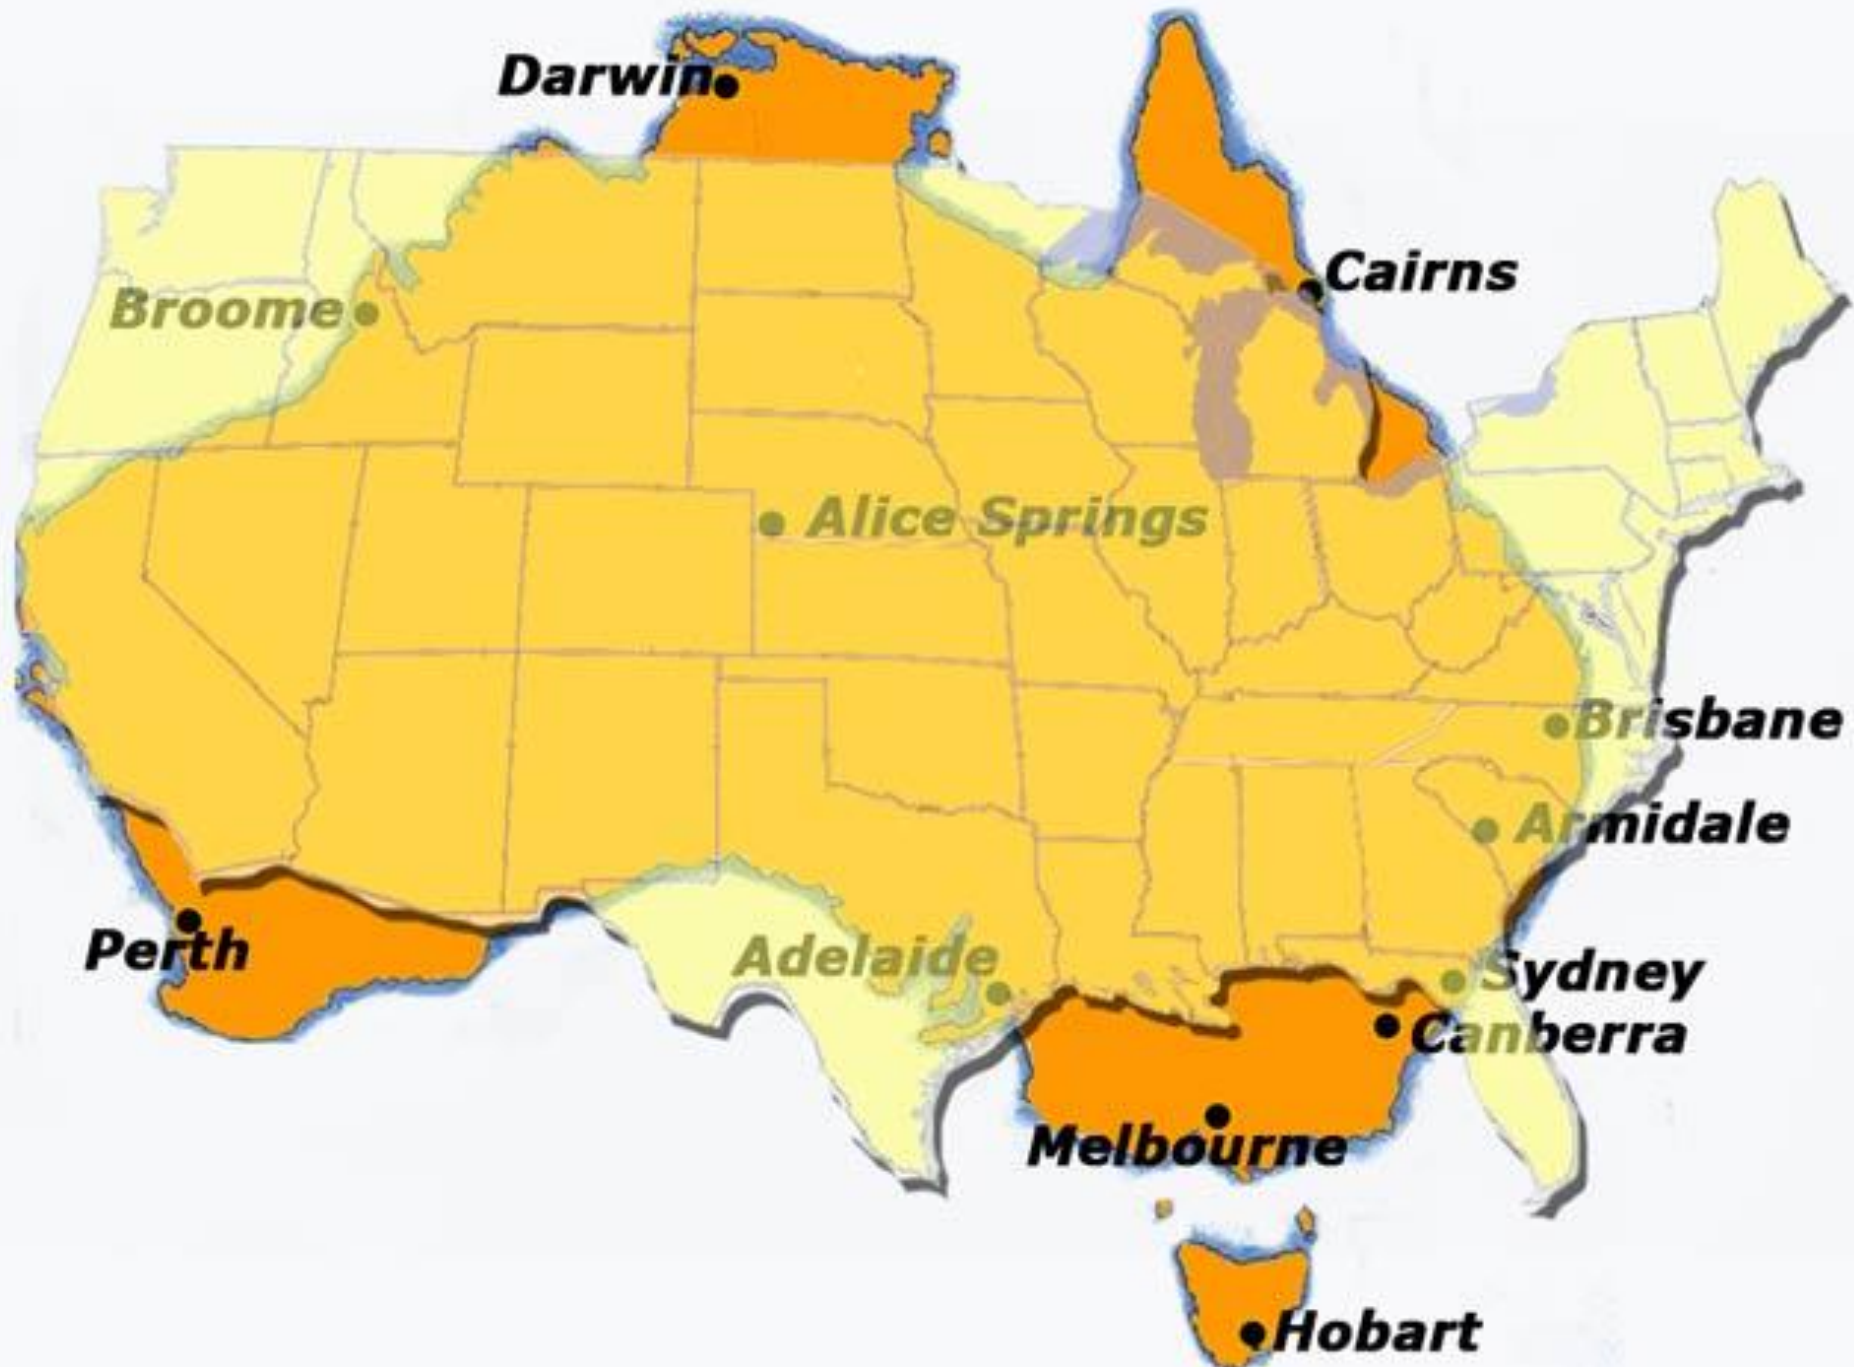 Darwin
Cairns
Broome
Alice Springs
Brisbane
Armidale
Perth
Adelaide
Sydney
Canberra
Melbourne
Hobart